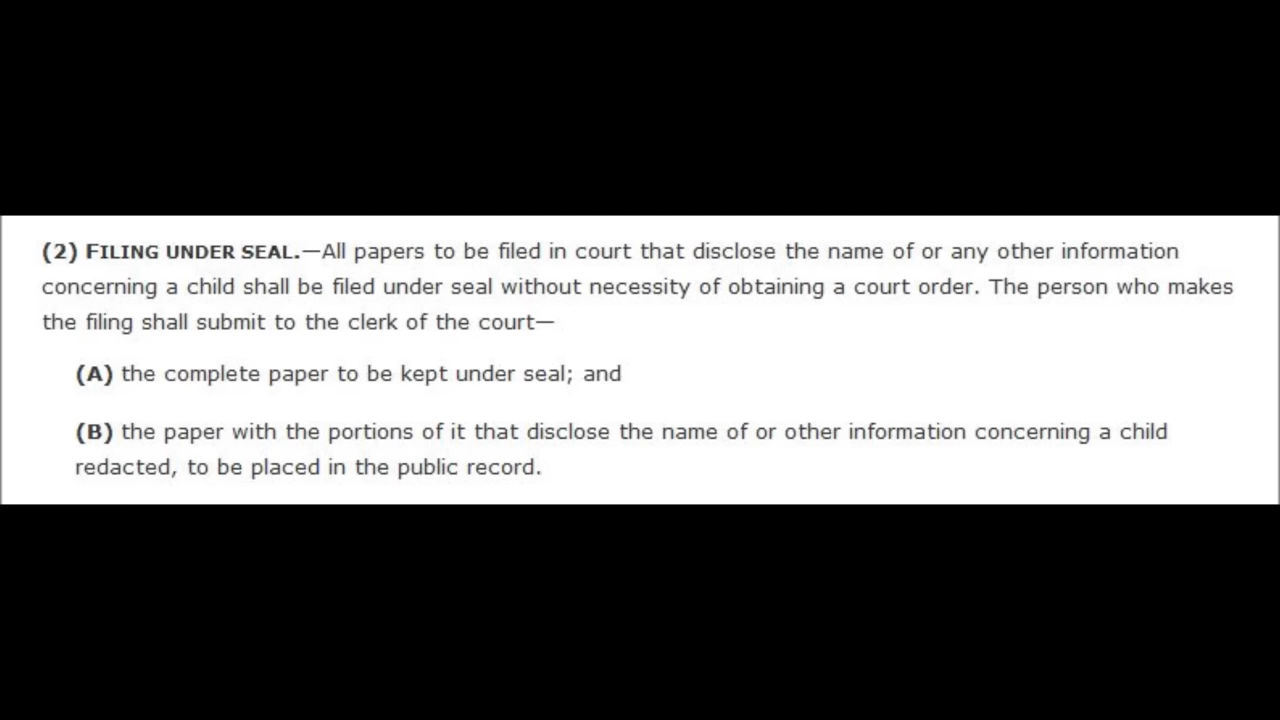 (2) FILING UNDER SEAL.—All papers to be filed in court that disclose the name of or any other information
concerning a child shall be filed under seal without necessity of obtaining a court order. The person who makes
the filing shall submit to the clerk of the court—
(A) the complete paper to be kept under seal; and
(B) the paper with the portions of it that disclose the name of or other information concerning a child
redacted, to be placed in the public record.